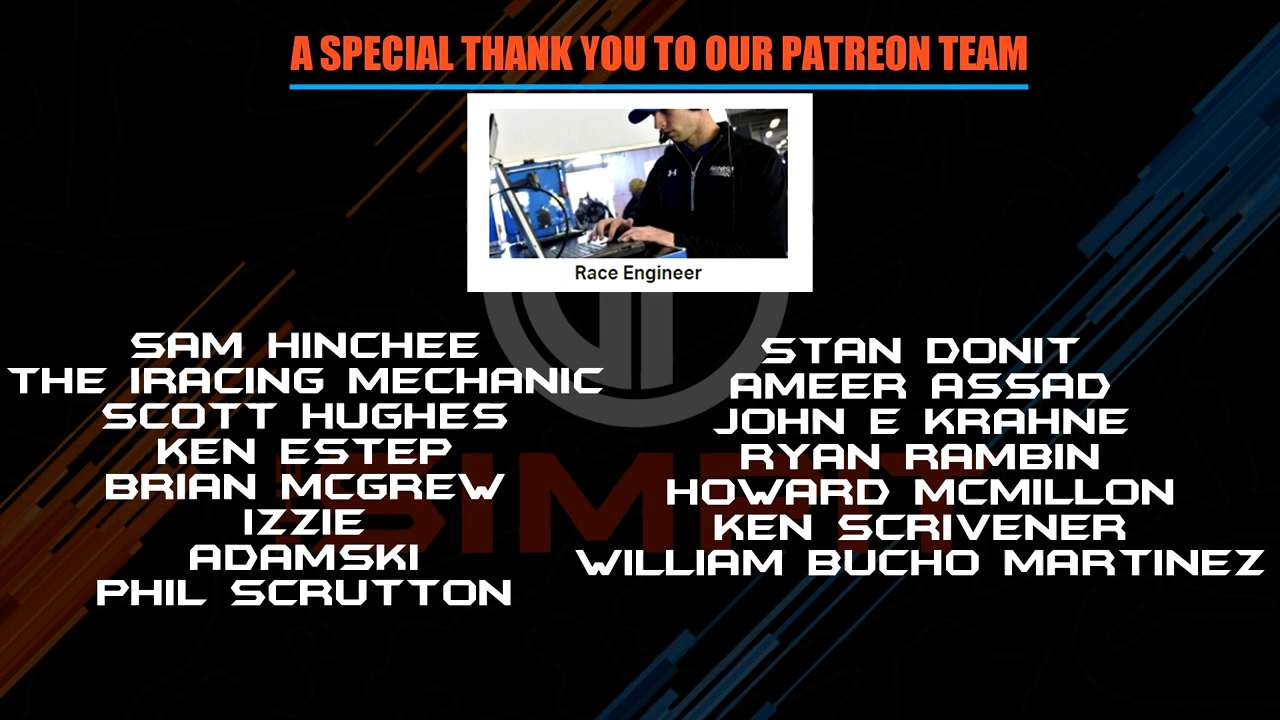 A SPECIAL THANK YOU TO OUR PATREON TEAM
Race Engineer
SAM HINCHEE
THE IRACING MECHANIC
SCOTT HUGHES
KEN ESTEP
BRIAN MCGREW
IZZIE
ADAMSKI
PHIL SCRUTTON
STAN DONIT
AMEER ASSAD
JOHN E KRAHNE
RYAN RAMBIN
HOWARD MCMILLON
KEN SCRIVENER
WILLIAM BUCHO MARTINEZ